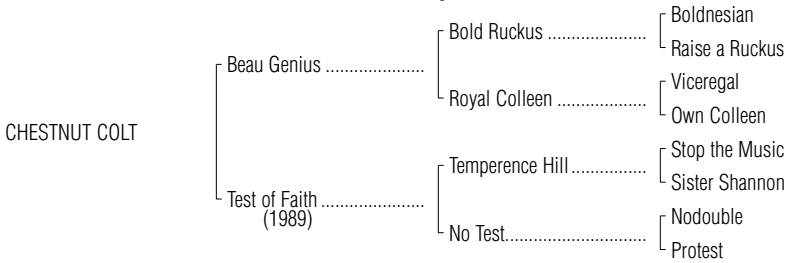 Boldnesian
Bold Ruckus .....................
Raise a Ruckus
Beau Genius .....................
Viceregal
Royal Colleen ...................
Own Colleen
CHESTNUT COLT
Stop the Music
Temperence Hill................
Sister Shannon
Test of Faith ......................
(1989)
Nodouble
No Test..............................
Protest